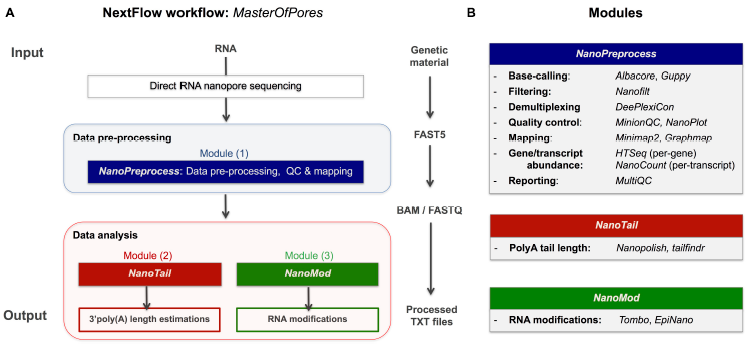 A
NextFlow workflow: MasterOfPores
Input
RNA
Genetic
material
Direct RNA nanopore sequencing
Data pre-processing
FAST5
Module (1)
NanoPreprocess: Data pre-processing, QC & mapping
BAM / FASTQ
Data analysis
Module (2)
Module (3)
NanoTail
NanoMod
Output
3'poly(A) length estimations
RNA modifications
Processed
TXT files
B
Modules
NanoPreprocess
- Base-calling: Albacore, Guppy
- Filtering: Nanofilt
- Demultiplexing DeePlexiCon
- Quality control: MinionQC, NanoPlot
- Mapping: Minimap2, Graphmap
- Gene/transcript HTSeq (per-gene)
abundance: NanoCount (per-transcript)
- Reporting: MultiQC
NanoTail
- PolyA tail length: Nanopolish, tailfindr
NanoMod
- RNA modifications: Tombo, EpiNano